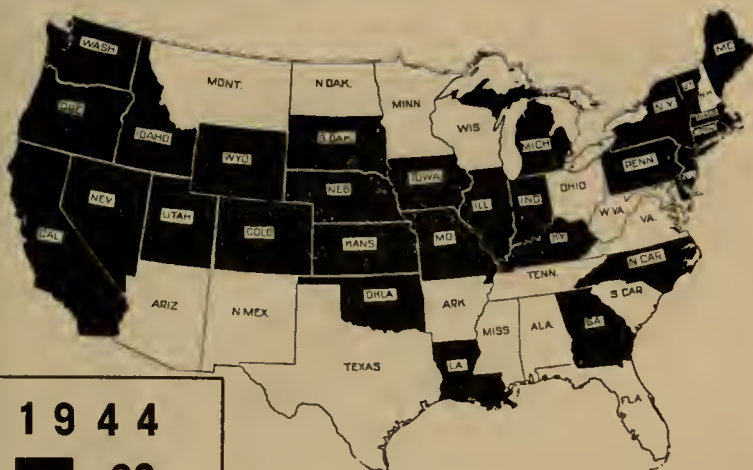 WASH
MONT.
N DAK.
MINN
ME
ORE
IDAHO
WYO
S DAK
WIS
MICH
N.Y.
VT
N.H.
NEV
UTAH
COLO
NEB
IOWA
ILL
IND
OHIO
PENN
CAL
KANS
MO
KY
W.VA.
VA.
ARIZ
N MEX.
OKLA
ARK
TENN.
N CAR
S CAR
TEXAS
LA
MISS
ALA.
GA
FLA
1944